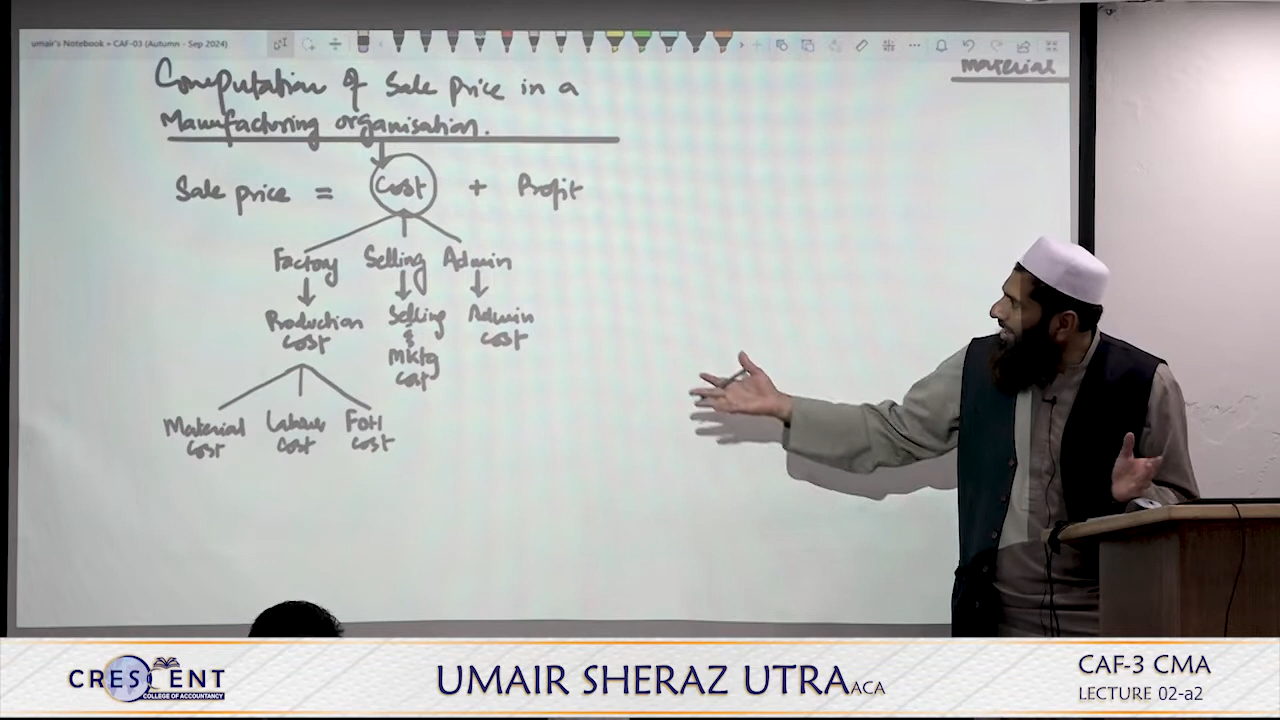 umair's Notebook » CAF-03 (Autumn - Sep 2024)
material
Computation of Sale price in a
Manufactoring organisation.
Sale price = Cost + Profit
Factory Selling Admin
Production cost
Selling & Mktg cost
Admin cost
Material cost
Labour cost
FOH cost
CRESCENT
COLLEGE OF ACCOUNTANCY
UMAIR SHERAZ UTRA ACA
CAF-3 CMA
LECTURE 02-a2